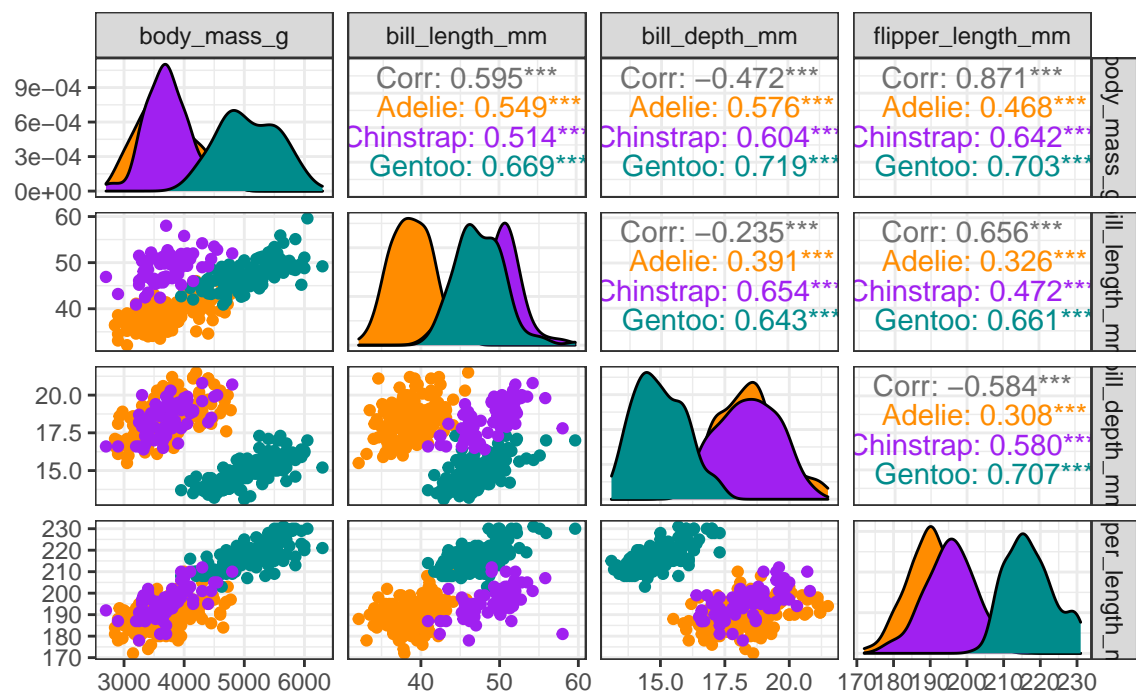 body_mass_g bill_length_mm bill_depth_mm flipper_length_mm
9e−04
6e−04
3e−04
0e+00
Corr: 0.595***
Adelie: 0.549***
Chinstrap: 0.514***
Gentoo: 0.669***
Corr: −0.472***
Adelie: 0.576***
Chinstrap: 0.604***
Gentoo: 0.719***
Corr: 0.871***
Adelie: 0.468***
Chinstrap: 0.642***
Gentoo: 0.703***
body_mass_g
60
50
40
Corr: −0.235***
Adelie: 0.391***
Chinstrap: 0.654***
Gentoo: 0.643***
Corr: 0.656***
Adelie: 0.326***
Chinstrap: 0.472***
Gentoo: 0.661***
bill_length_mm
20.0
17.5
15.0
Corr: −0.584***
Adelie: 0.308***
Chinstrap: 0.580***
Gentoo: 0.707***
bill_depth_mm
230
220
210
200
190
180
170
per_length_n
3000 4000 5000 6000 40 50 60 15.0 17.5 20.0 170 180 190 200 210 220 230